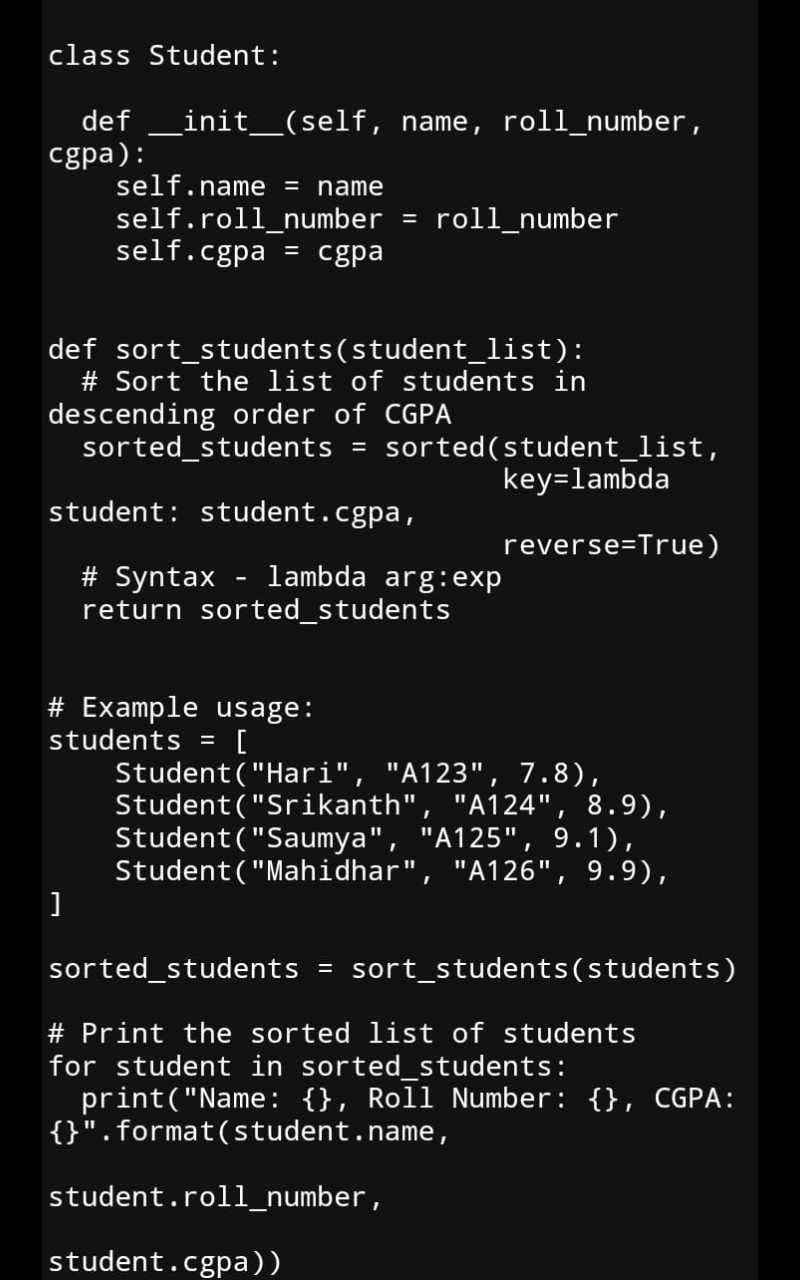 class Student:

  def __init__(self, name, roll_number,
cgpa):
    self.name = name
    self.roll_number = roll_number
    self.cgpa = cgpa


def sort_students(student_list):
  # Sort the list of students in
descending order of CGPA
  sorted_students = sorted(student_list,
                           key=lambda
student: student.cgpa,
                           reverse=True)
  # Syntax - lambda arg:exp
  return sorted_students


# Example usage:
students = [
    Student("Hari", "A123", 7.8),
    Student("Srikanth", "A124", 8.9),
    Student("Saumya", "A125", 9.1),
    Student("Mahidhar", "A126", 9.9),
]

sorted_students = sort_students(students)

# Print the sorted list of students
for student in sorted_students:
  print("Name: {}, Roll Number: {}, CGPA:
{}".format(student.name,

student.roll_number,

student.cgpa))